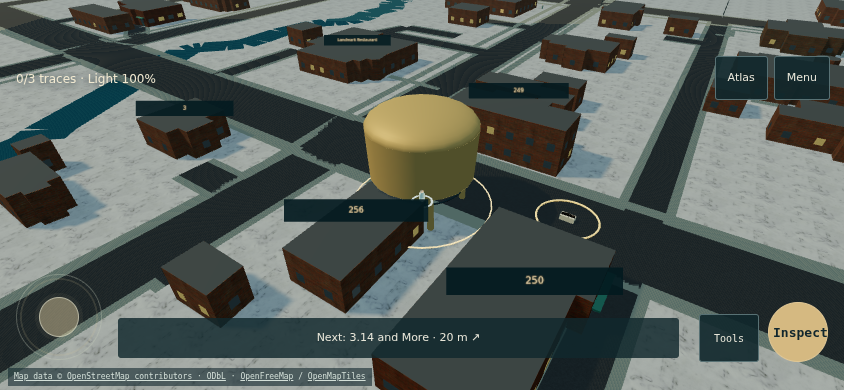 Landmark Restaurant
0/3 traces · Light 100%
Atlas
Menu
249
3
256
250
Next: 3.14 and More · 20 m ↗
Tools
Inspect
Map data © OpenStreetMap contributors · ODbL · OpenFreeMap / OpenMapTiles